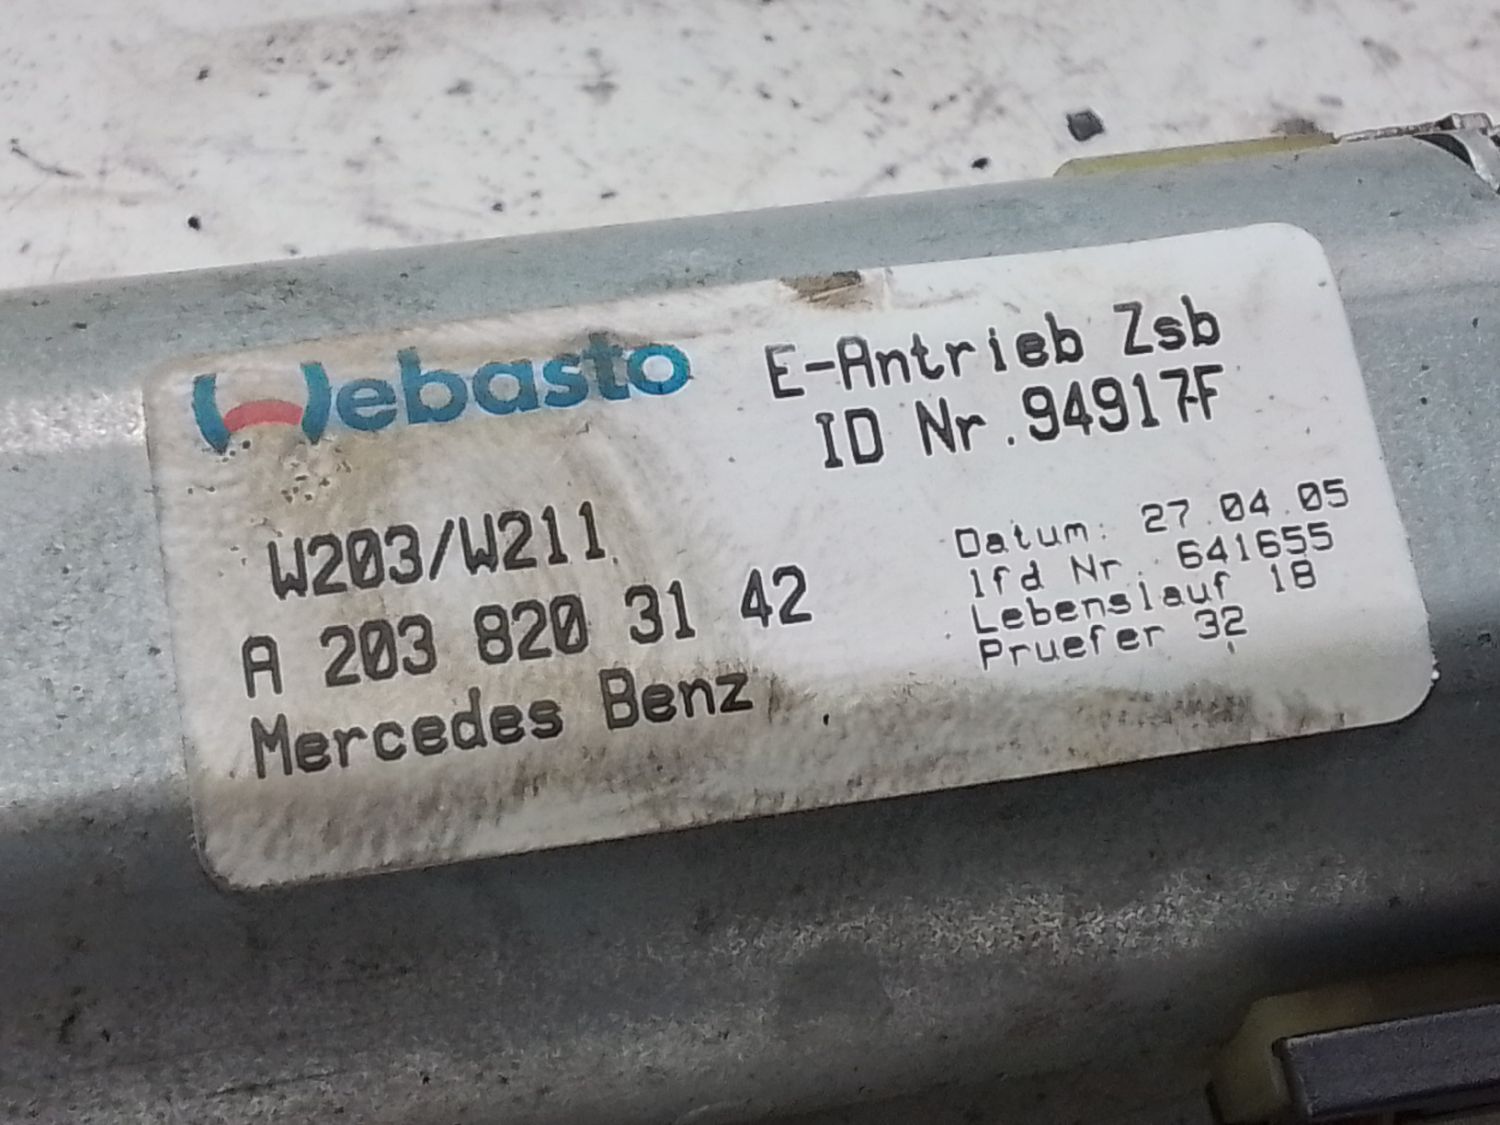 Webasto
E-Antrieb Zsb
ID Nr.94917F
W203/W211
A 203 820 31 42
Mercedes Benz
Datum: 27.04.05
lfd Nr. 641655
Lebenslauf 18
Pruefer 32